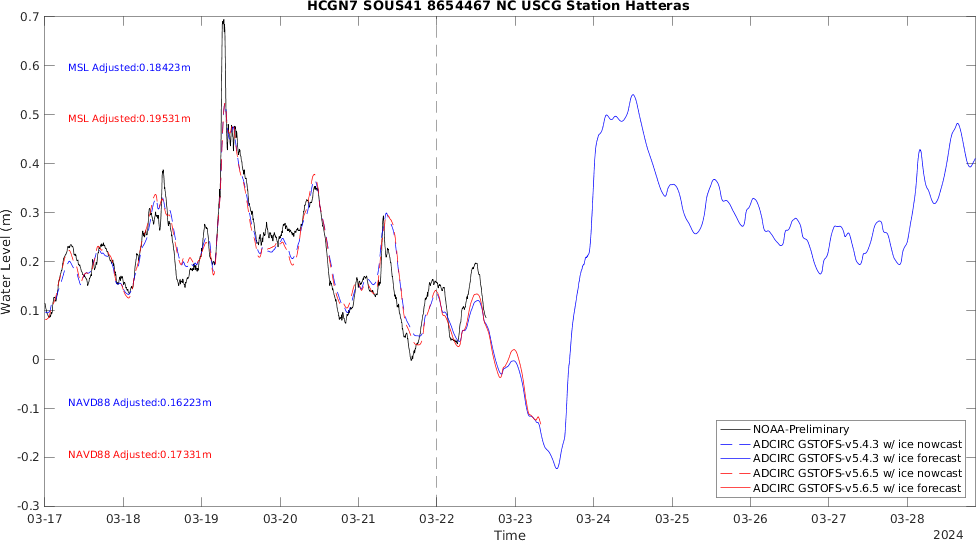 HCGN7 SOUS41 8654467 NC USCG Station Hatteras
0.7
0.6
0.5
0.4
0.3
0.2
0.1
0
-0.1
-0.2
-0.3
Water Level (m)
MSL Adjusted:0.18423m
MSL Adjusted:0.19531m
NAVD88 Adjusted:0.16223m
NAVD88 Adjusted:0.17331m
NOAA-Preliminary
ADCIRC GSTOFS-v5.4.3 w/ ice nowcast
ADCIRC GSTOFS-v5.4.3 w/ ice forecast
ADCIRC GSTOFS-v5.6.5 w/ ice nowcast
ADCIRC GSTOFS-v5.6.5 w/ ice forecast
03-17 03-18 03-19 03-20 03-21 03-22 03-23 03-24 03-25 03-26 03-27 03-28
Time
2024